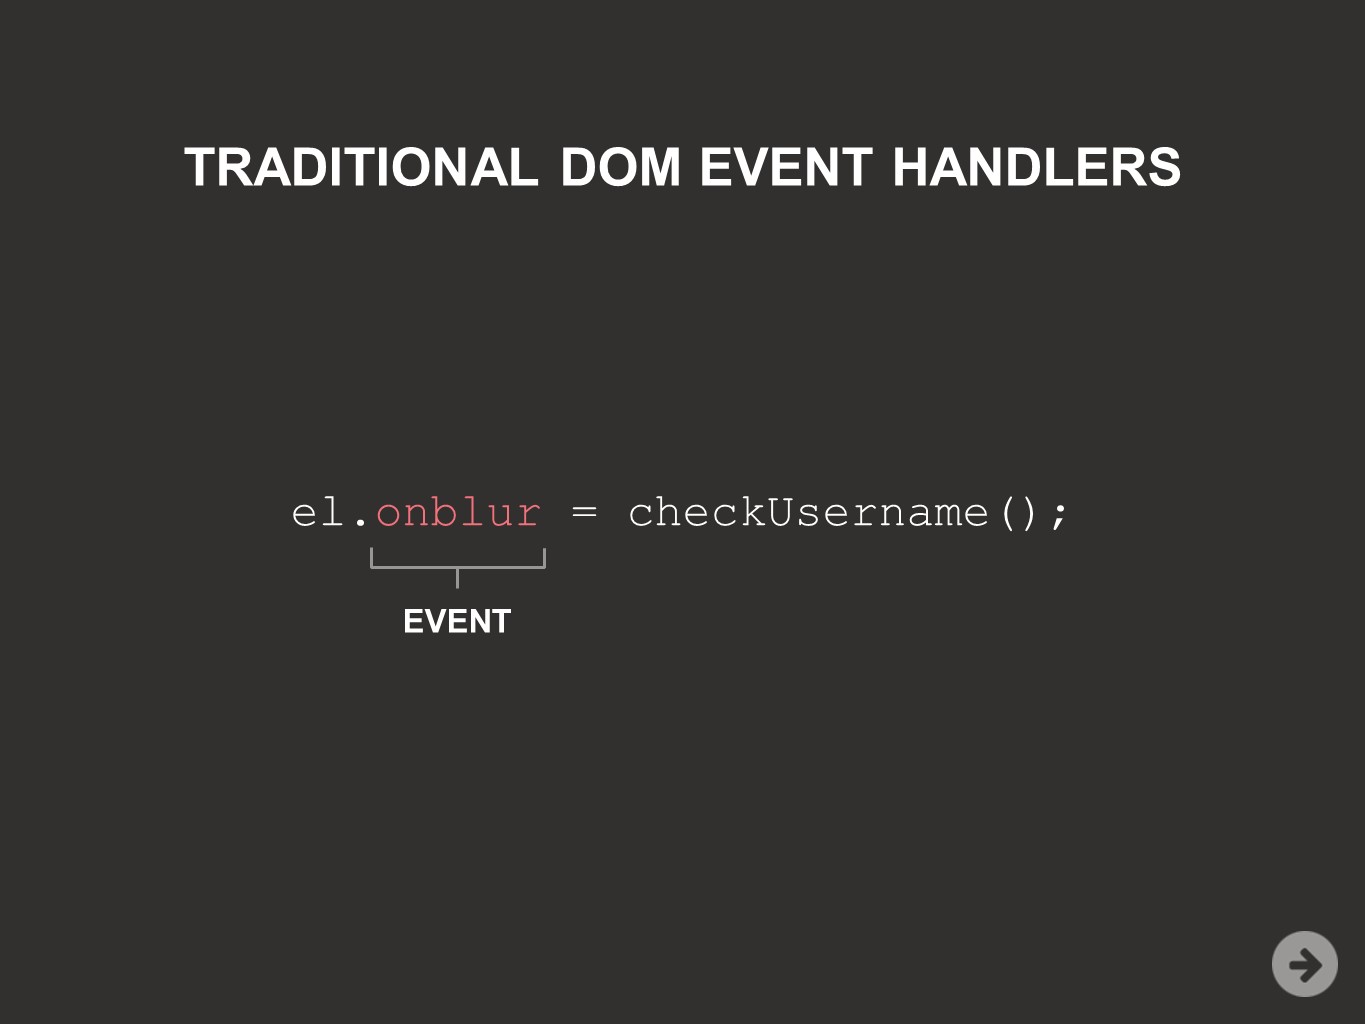 TRADITIONAL DOM EVENT HANDLERS
el.onblur = checkUsername();
EVENT